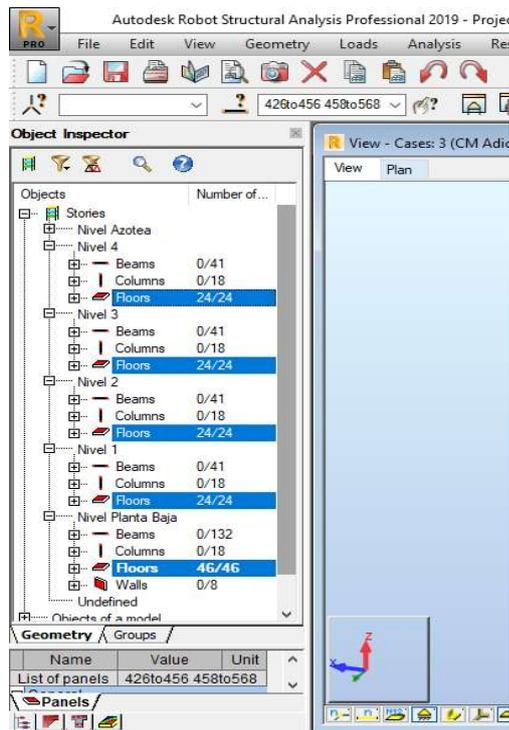 Autodesk Robot Structural Analysis Professional 2019 - Projec
PRO File Edit View Geometry Loads Analysis Res
426to456 458to568
Object Inspector
View - Cases: 3 (CM Adic
View Plan
Objects Number of...
Stories
Nivel Azotea
Nivel 4
Beams 0/41
Columns 0/18
Floors 24/24
Nivel 3
Beams 0/41
Columns 0/18
Floors 24/24
Nivel 2
Beams 0/41
Columns 0/18
Floors 24/24
Nivel 1
Beams 0/41
Columns 0/18
Floors 24/24
Nivel Planta Baja
Beams 0/132
Columns 0/18
Floors 46/46
Walls 0/8
Undefined
Objects of a model
Geometry Groups
Name Value Unit
List of panels 426to456 458to568
Panels
z
x